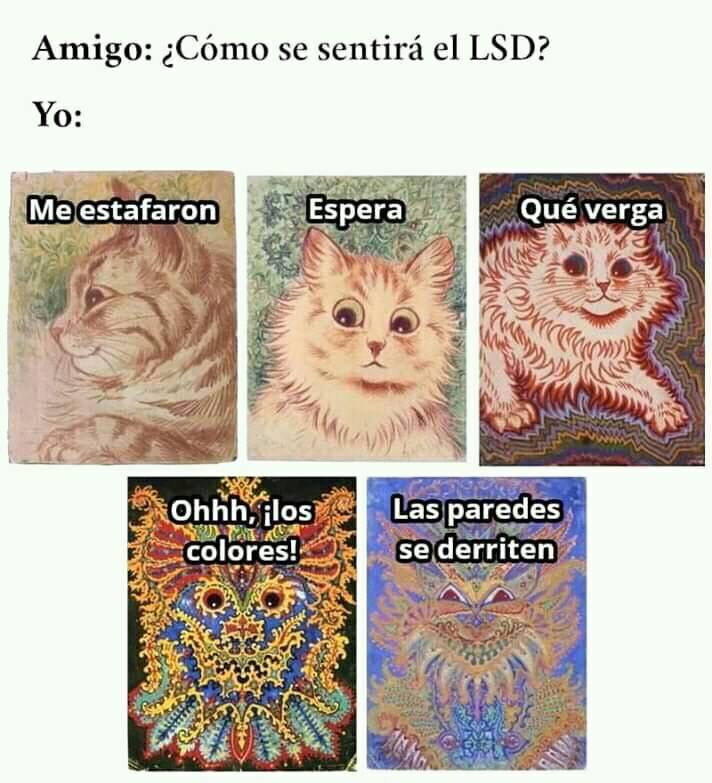 Amigo: ¿Cómo se sentirá el LSD?
Yo:
Me estafaron
Espera
Qué verga
Ohhh, ¡los
colores!
Las paredes
se derriten